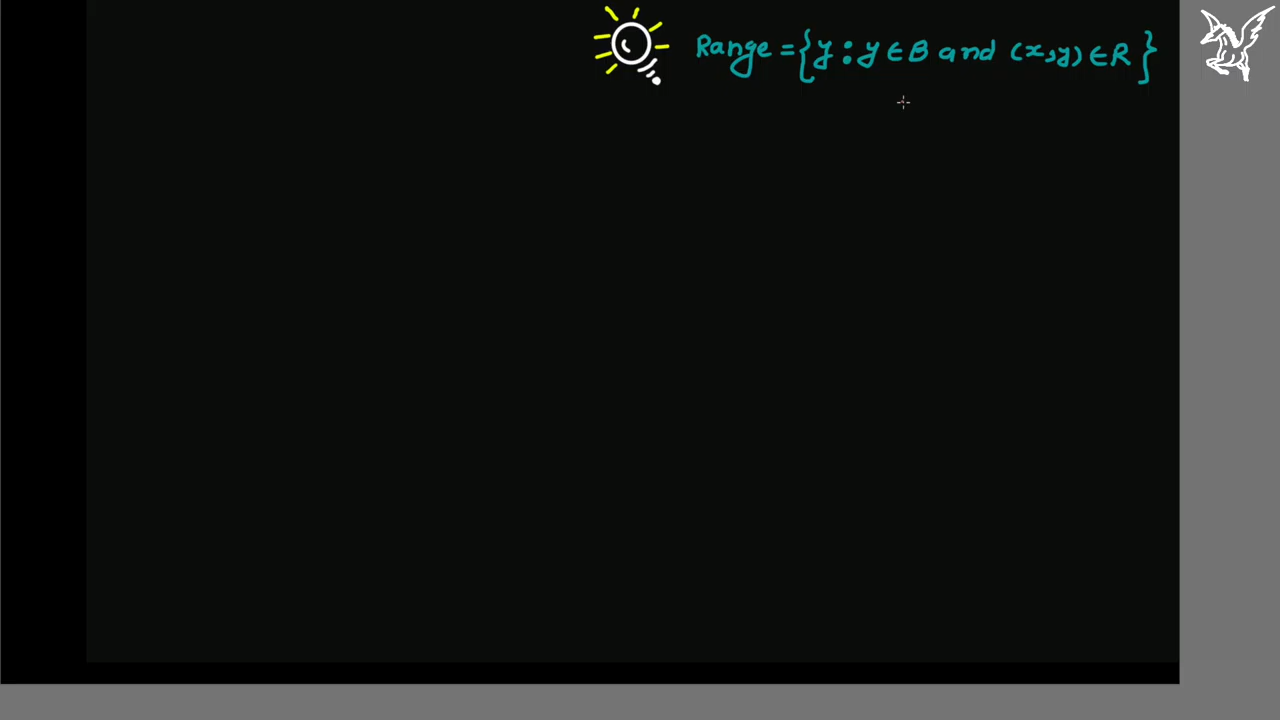 Range = {y : y ∈ B and (x,y) ∈ R}